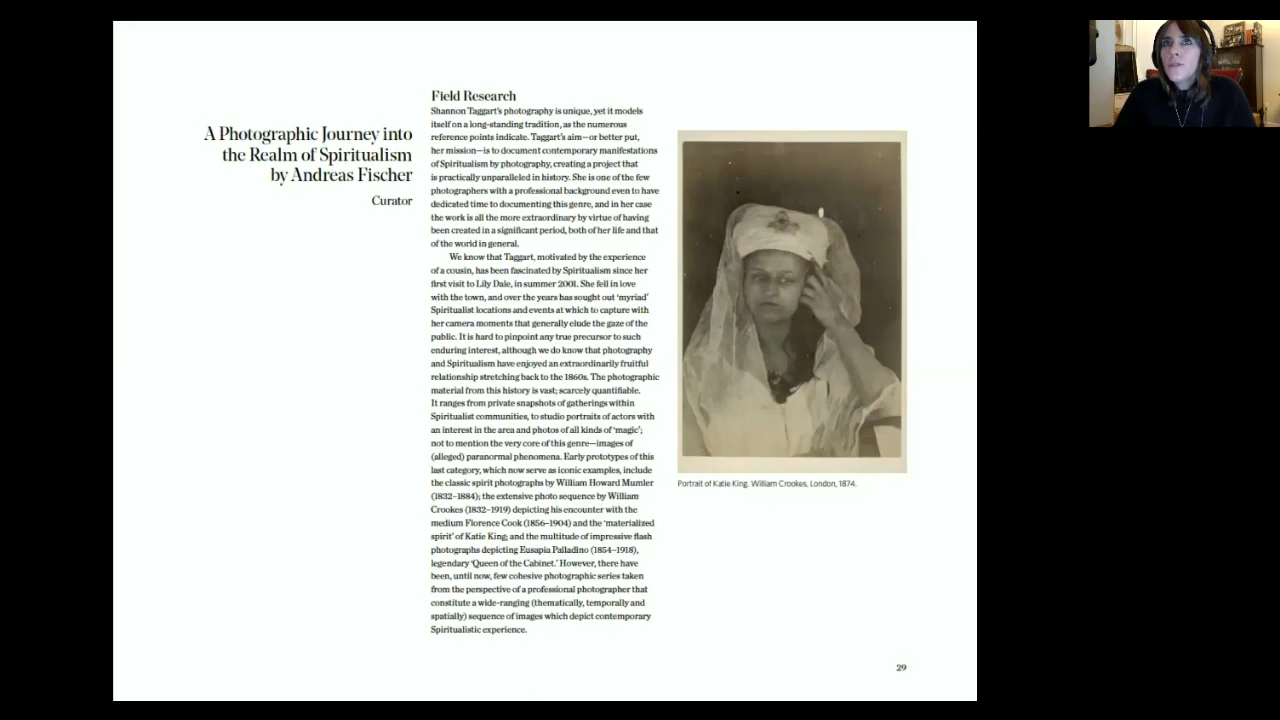 A Photographic Journey into
the Realm of Spiritualism
by Andreas Fischer
Curator
Field Research
Shannon Taggart's photography is unique, yet it models
itself on a long-standing tradition, as the numerous
reference points indicate. Taggart's aim—or better put,
her mission—is to document contemporary manifestations
of Spiritualism by photography, creating a project that
is practically unparalleled in history. She is one of the few
photographers with a professional background even to have
dedicated time to documenting this genre, and in her case
the work is all the more extraordinary by virtue of having
been created in a significant period, both of her life and that
of the world in general.
We know that Taggart, motivated by the experience
of a cousin, has been fascinated by Spiritualism since her
first visit to Lily Dale, in summer 2001. She fell in love
with the town, and over the years has sought out 'myriad'
Spiritualist locations and events at which to capture with
her camera moments that generally elude the gaze of the
public. It is hard to pinpoint any true precursor to such
enduring interest, although we do know that photography
and Spiritualism have enjoyed an extraordinarily fruitful
relationship stretching back to the 1860s. The photographic
material from this history is vast; scarcely quantifiable.
It ranges from private snapshots of gatherings within
Spiritualist communities, to studio portraits of actors with
an interest in the area and photos of all kinds of 'magic';
not to mention the very core of this genre—images of
(alleged) paranormal phenomena. Early prototypes of this
last category, which now serve as iconic examples, include
the classic spirit photographs by William Howard Mumler
(1832–1884); the extensive photo sequence by William
Crookes (1832–1919) depicting his encounter with the
medium Florence Cook (1856–1904) and the 'materialized
spirit' of Katie King; and the multitude of impressive flash
photographs depicting Eusapia Palladino (1854–1918),
legendary 'Queen of the Cabinet.' However, there have
been, until now, few cohesive photographic series taken
from the perspective of a professional photographer that
constitute a wide-ranging (thematically, temporally and
spatially) sequence of images which depict contemporary
Spiritualistic experience.
Portrait of Katie King. William Crookes, London, 1874.
29